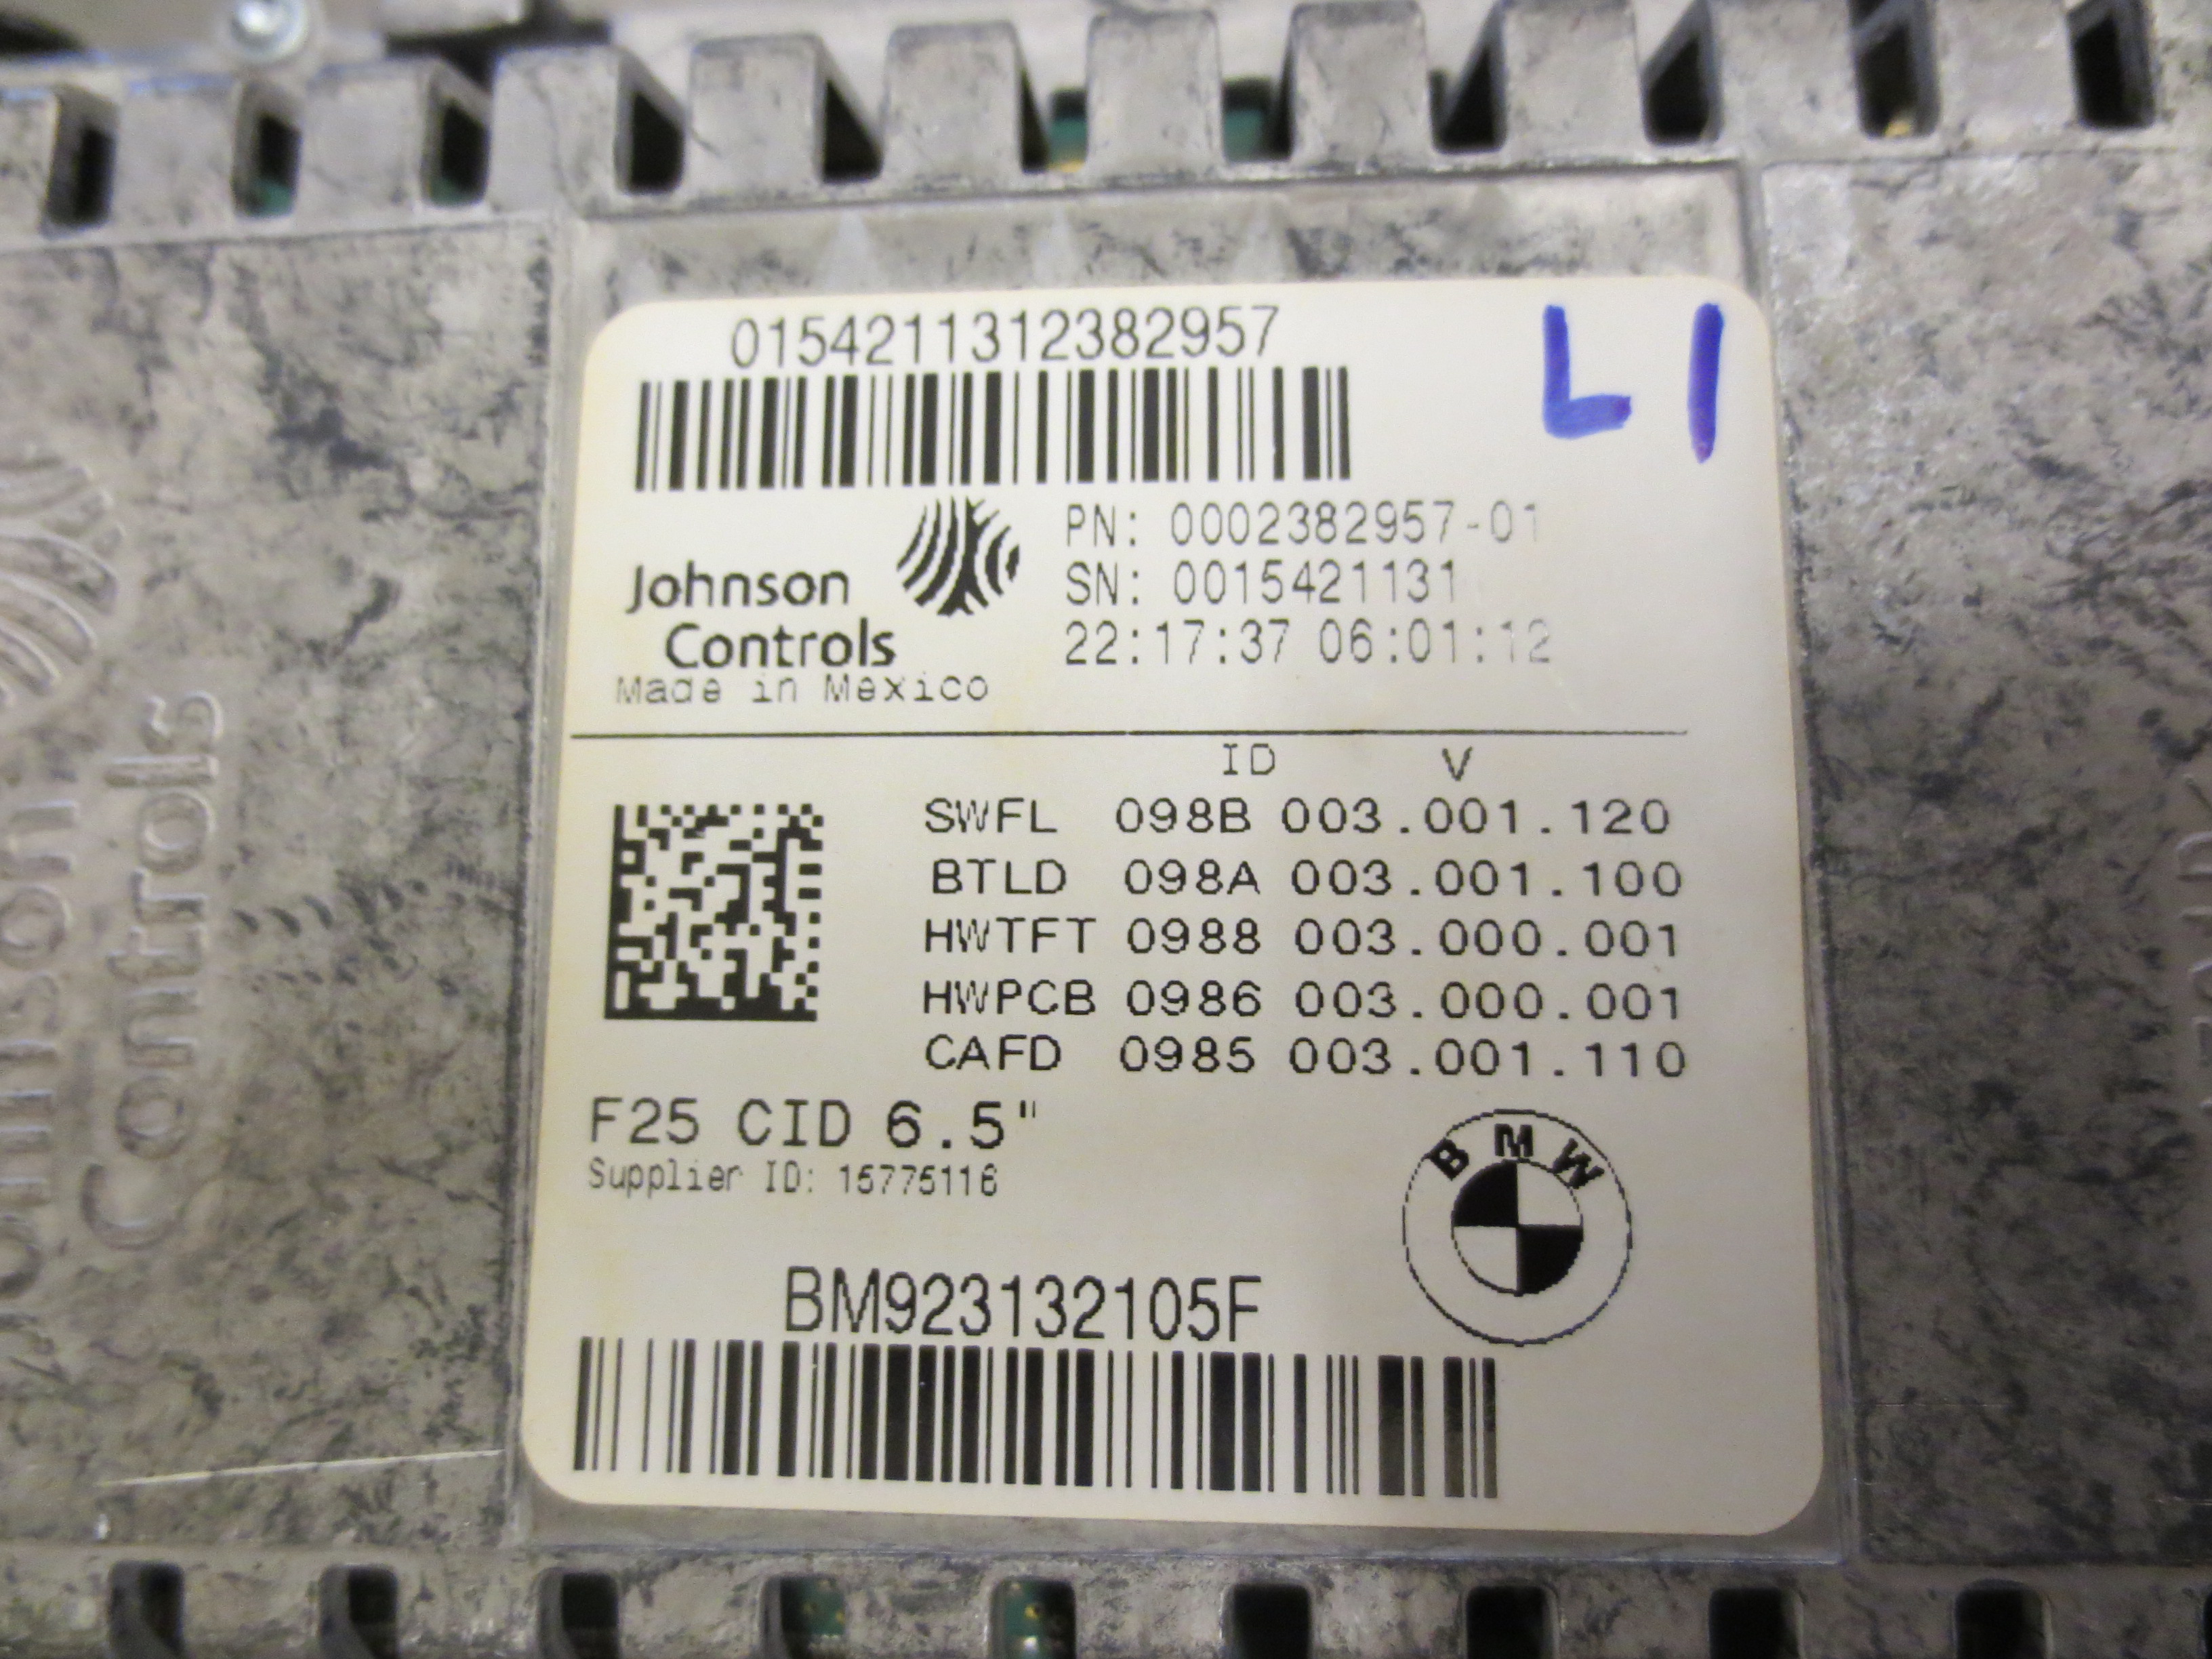 0154211312382957
L1
Johnson
Controls
Made in Mexico
PN: 0002382957-01
SN: 0015421131
22:17:37 06:01:12
ID V
SWFL 098B 003.001.120
BTLD 098A 003.001.100
HWTFT 0988 003.000.001
HWPCB 0986 003.000.001
CAFD 0985 003.001.110
F25 CID 6.5"
Supplier ID: 15775116
BMW
BM923132105F
Johnson
Controls